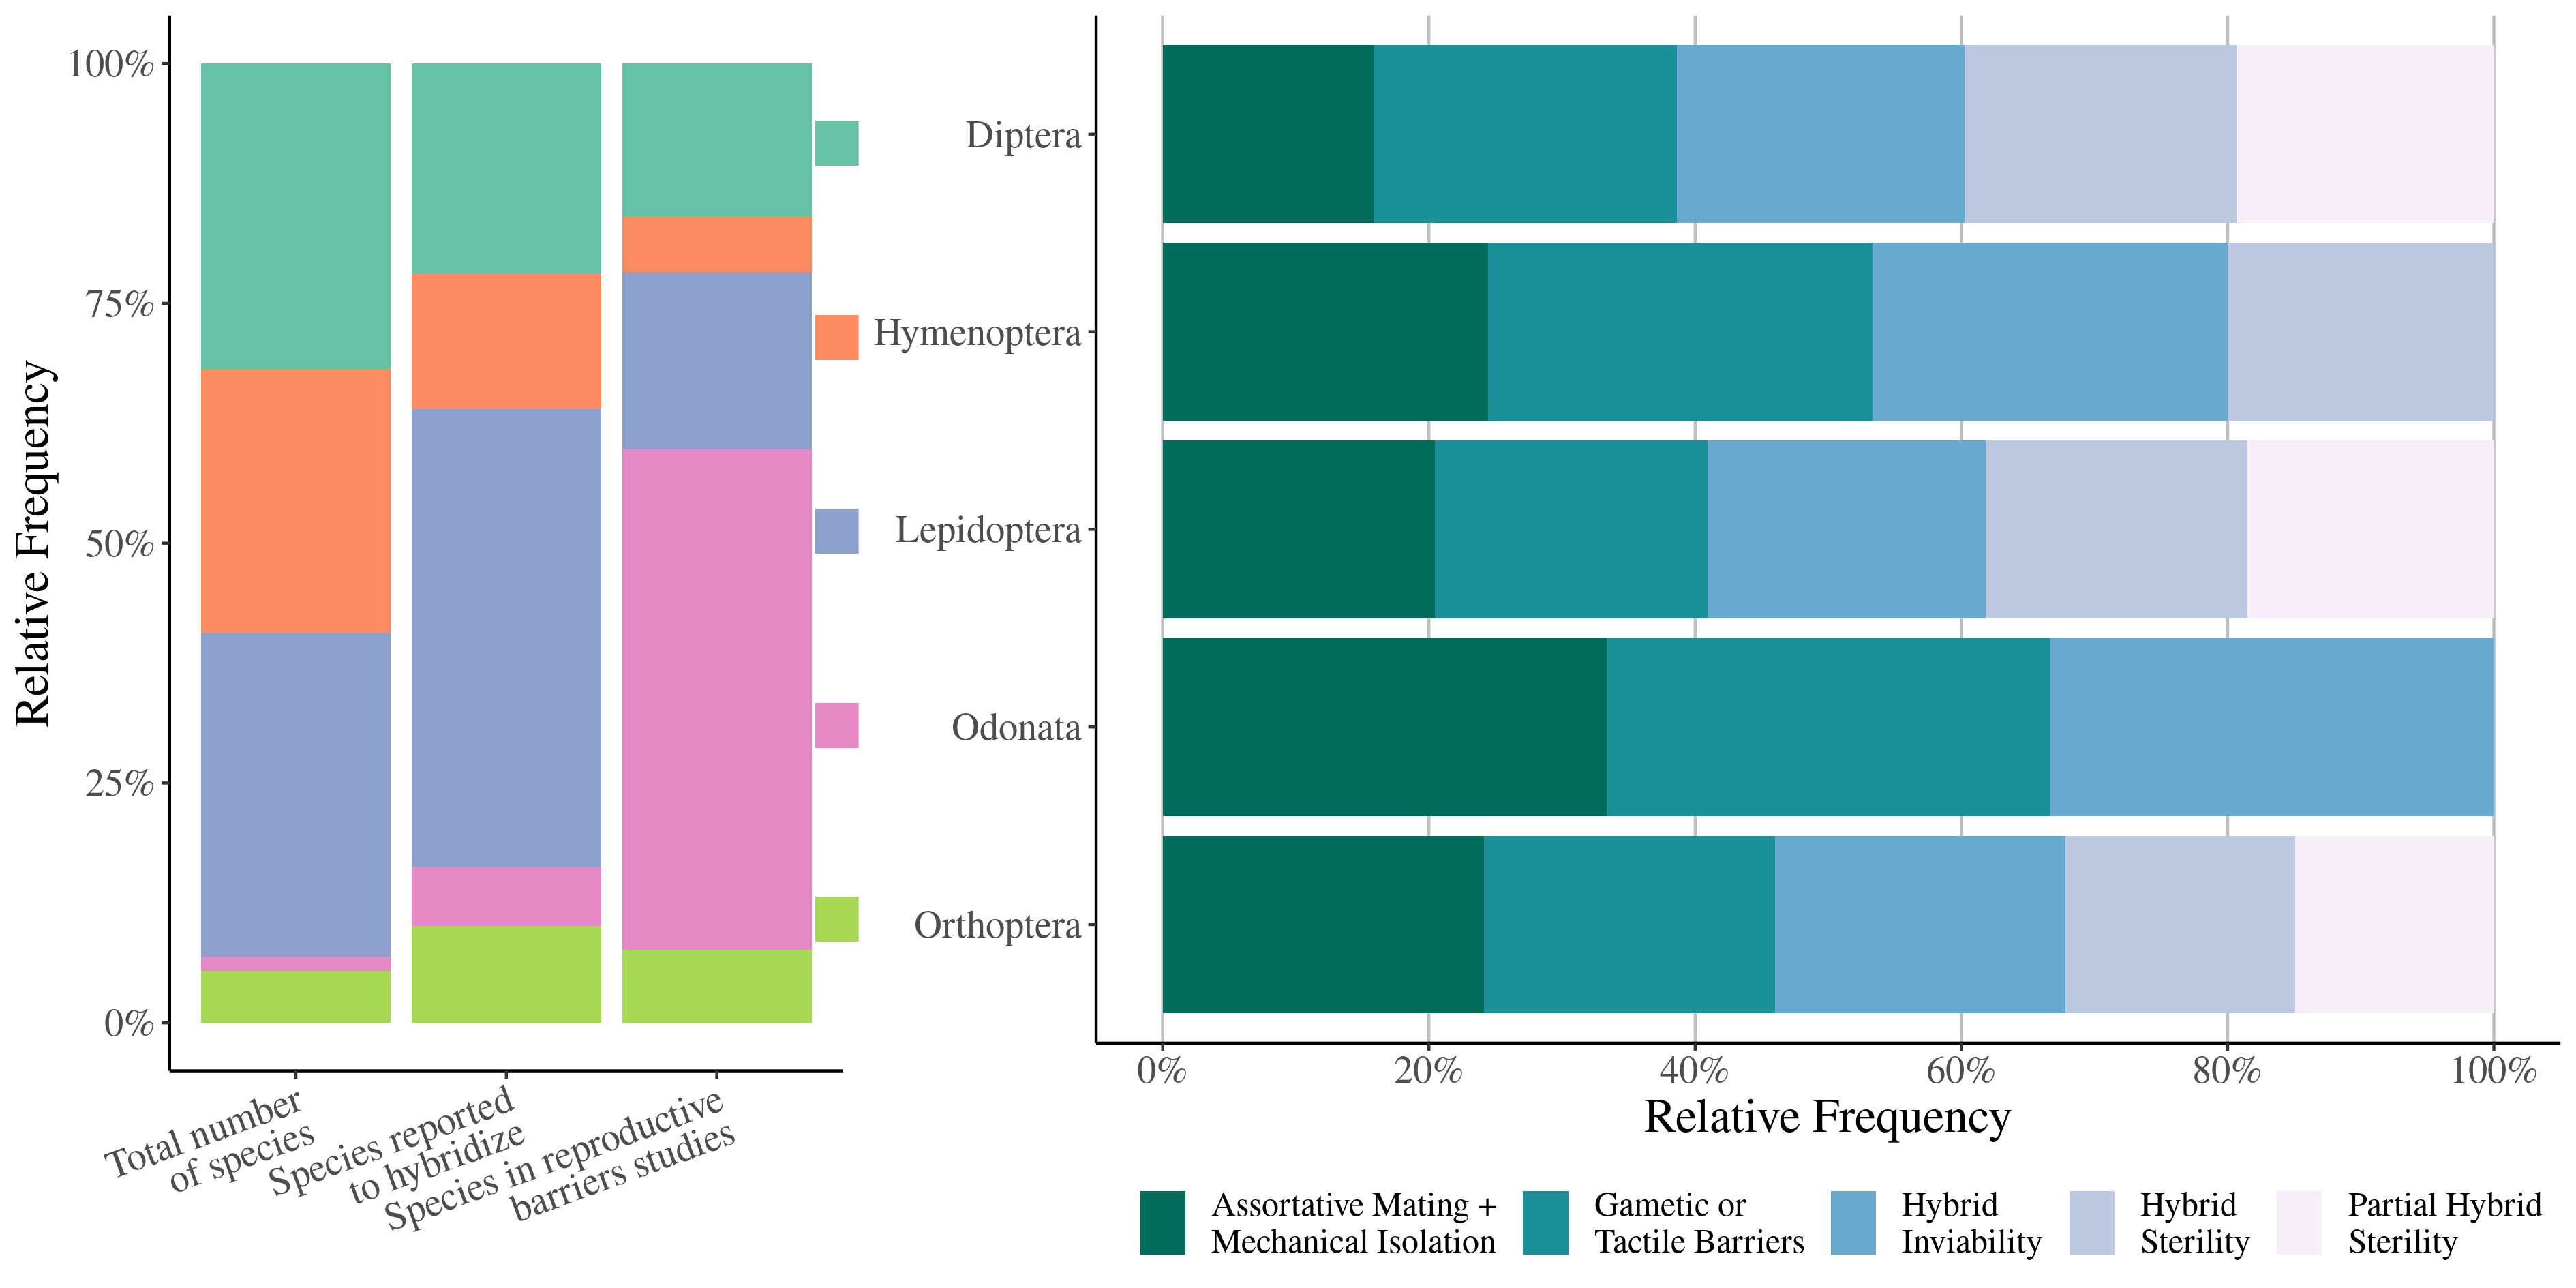 Relative Frequency
100%
75%
50%
25%
0%
Total number
of species
Species reported
to hybridize
Species in reproductive
barriers studies
Diptera
Hymenoptera
Lepidoptera
Odonata
Orthoptera
0%
20%
40%
60%
80%
100%
Relative Frequency
Assortative Mating +
Mechanical Isolation
Gametic or
Tactile Barriers
Hybrid
Inviability
Hybrid
Sterility
Partial Hybrid
Sterility